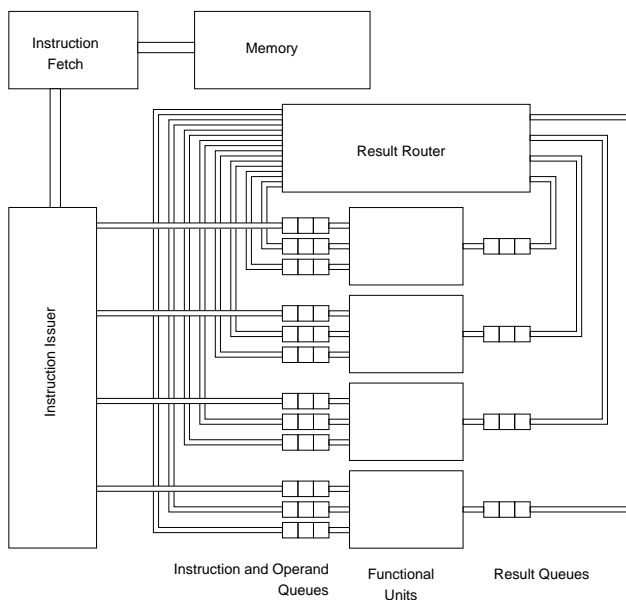 Instruction
Fetch
Memory
Result Router
Instruction Issuer
Instruction and Operand
Queues
Functional
Units
Result Queues